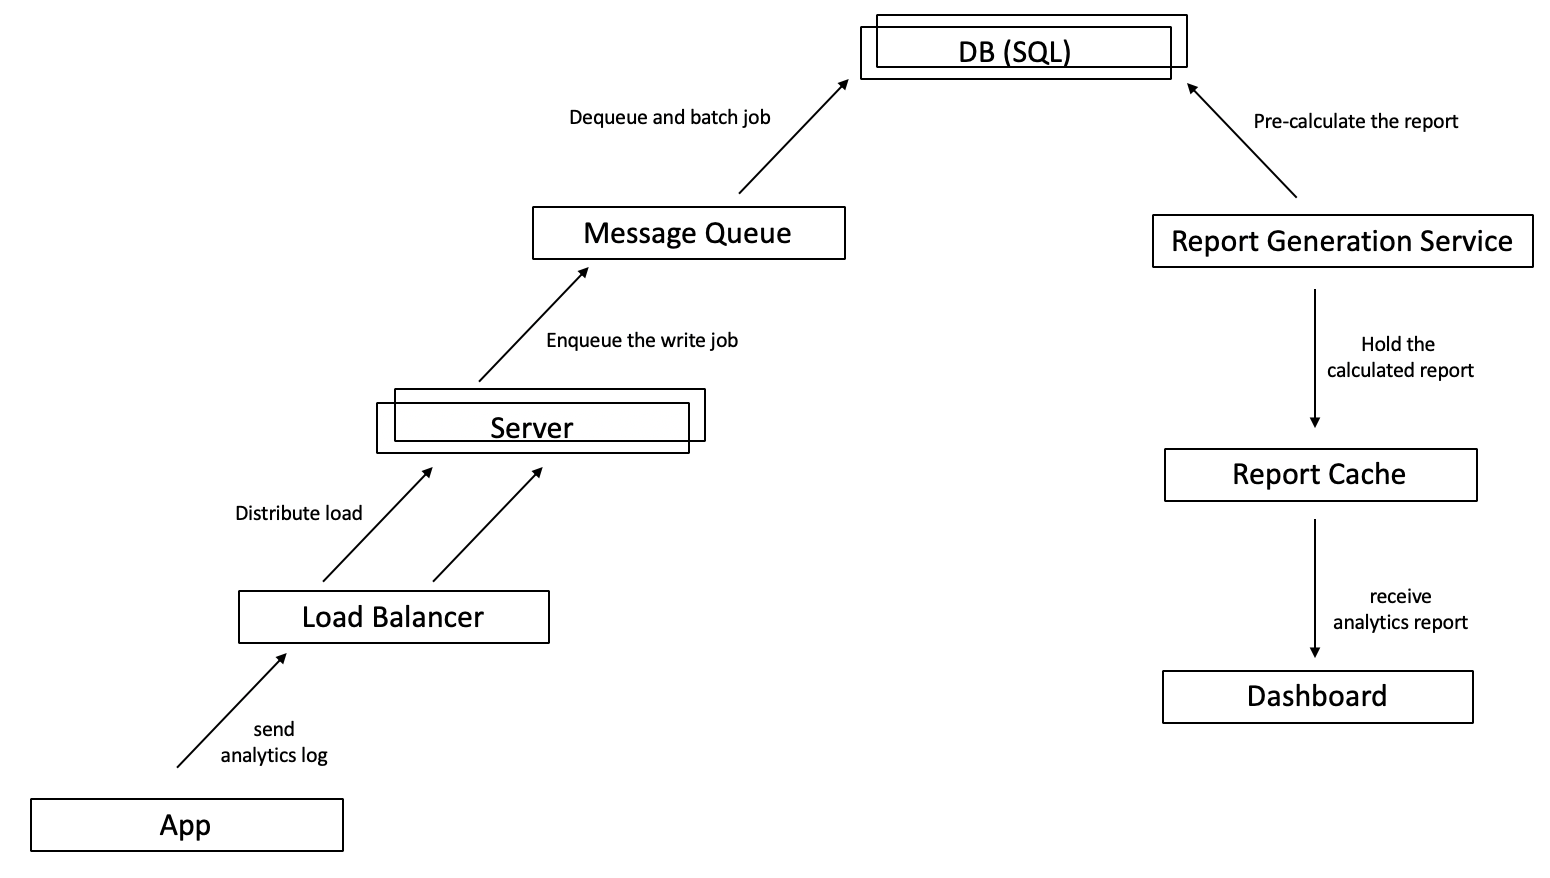 DB (SQL)
Dequeue and batch job
Pre-calculate the report
Message Queue
Report Generation Service
Enqueue the write job
Hold the
calculated report
Server
Report Cache
Distribute load
receive
analytics report
Load Balancer
Dashboard
send
analytics log
App